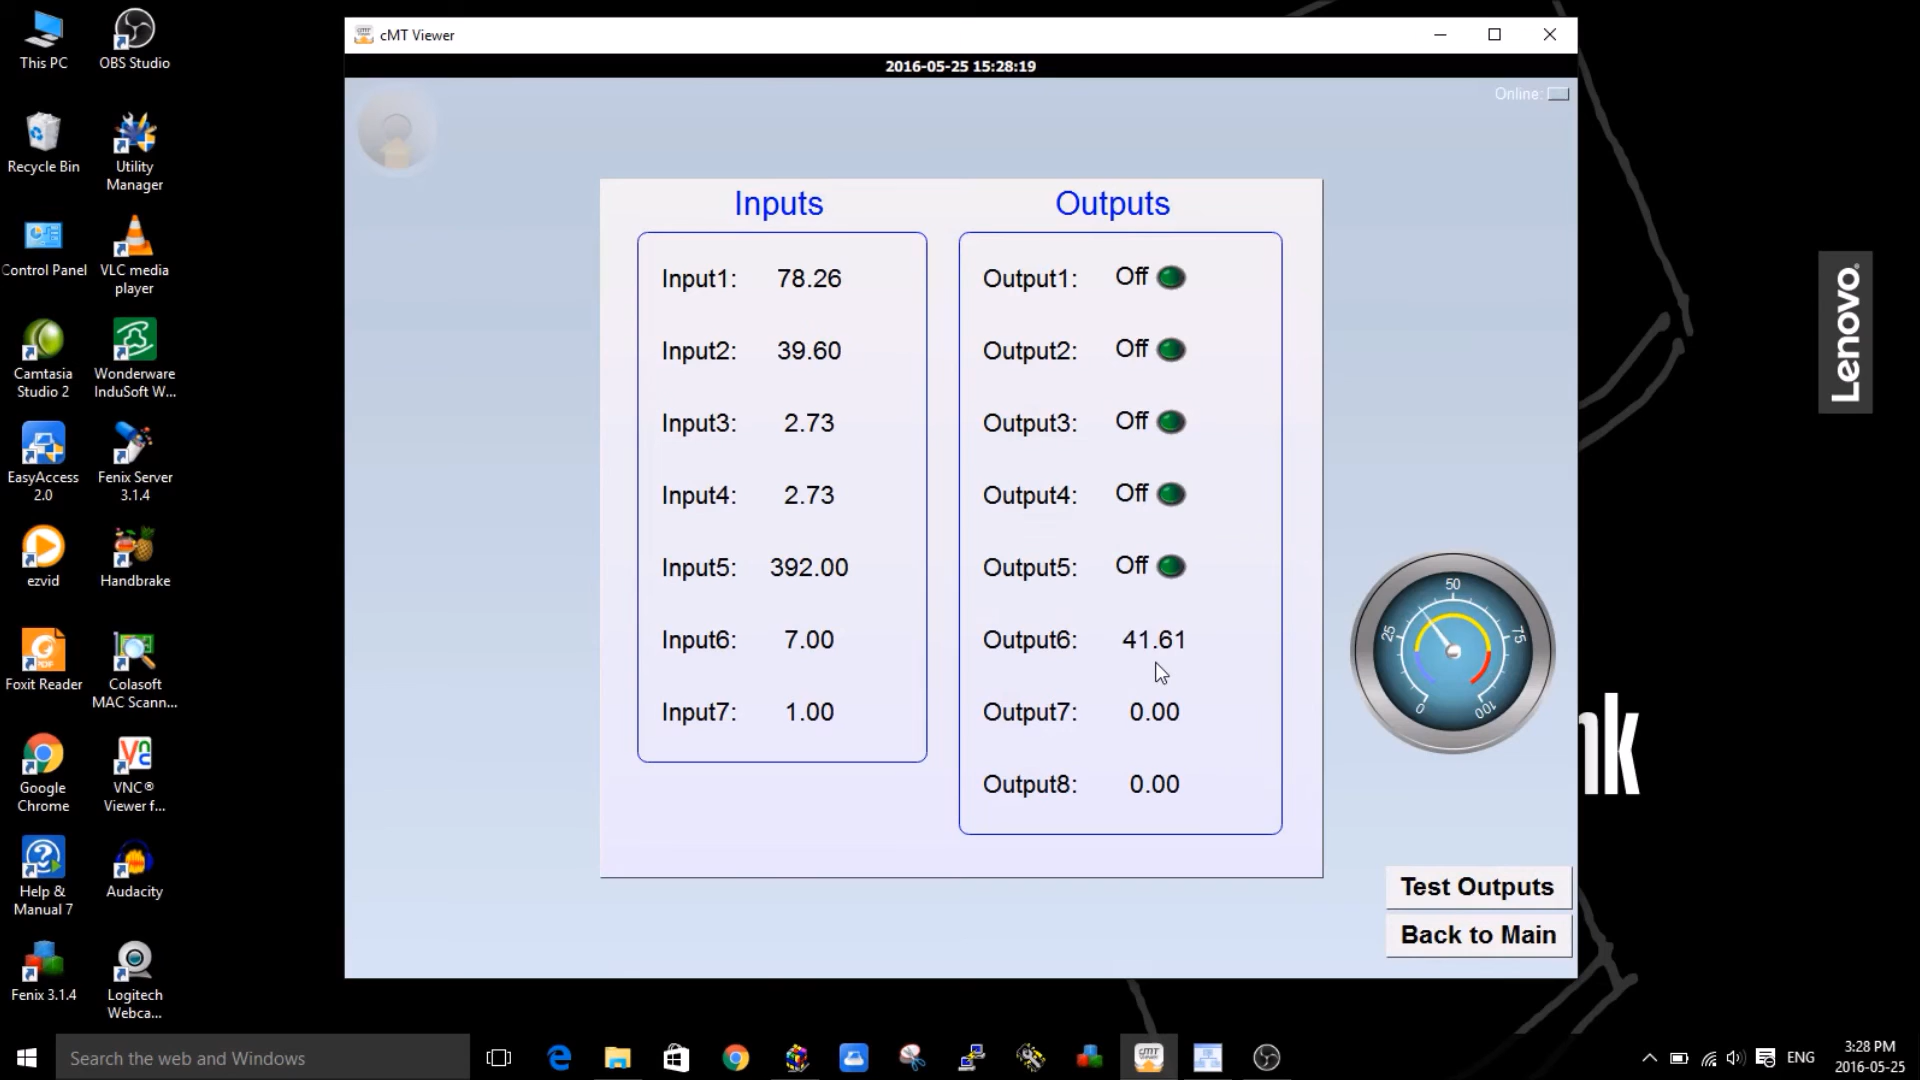 This PC
OBS Studio
Recycle Bin
Utility
Manager
Control Panel
VLC media
player
Camtasia
Studio 2
Wonderware
InduSoft W...
EasyAccess
2.0
Fenix Server
3.1.4
ezvid
Handbrake
Foxit Reader
Colasoft
MAC Scann...
Google
Chrome
VNC®
Viewer f...
Help &
Manual 7
Audacity
Fenix 3.1.4
Logitech
Webca...
cMT Viewer
2016-05-25 15:28:19
Online:
Inputs
Input1: 78.26
Input2: 39.60
Input3: 2.73
Input4: 2.73
Input5: 392.00
Input6: 7.00
Input7: 1.00
Outputs
Output1: Off
Output2: Off
Output3: Off
Output4: Off
Output5: Off
Output6: 41.61
Output7: 0.00
Output8: 0.00
0 25 50 75 100
Test Outputs
Back to Main
Lenovo.
nk
Search the web and Windows
ENG
3:28 PM
2016-05-25